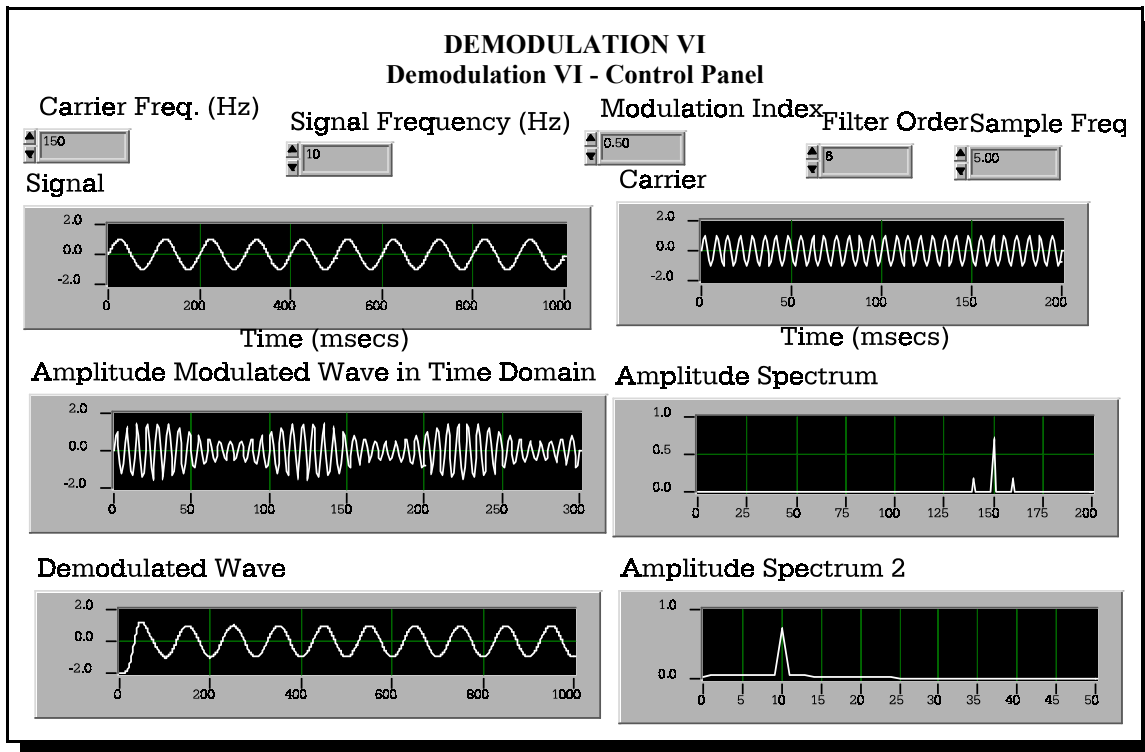 DEMODULATION VI
Demodulation VI - Control Panel
Carrier Freq. (Hz)
150
Signal Frequency (Hz)
10
Modulation Index
0.50
Filter Order
8
Sample Freq
5.00
Signal
2.0
0.0
-2.0
0 200 400 600 800 1000
Time (msecs)
Carrier
2.0
0.0
-2.0
0 50 100 150 200
Time (msecs)
Amplitude Modulated Wave in Time Domain
2.0
0.0
-2.0
0 50 100 150 200 250 300
Amplitude Spectrum
1.0
0.5
0.0
0 25 50 75 100 125 150 175 200
Demodulated Wave
2.0
0.0
-2.0
0 200 400 600 800 1000
Amplitude Spectrum 2
1.0
0.0
0 5 10 15 20 25 30 35 40 45 50